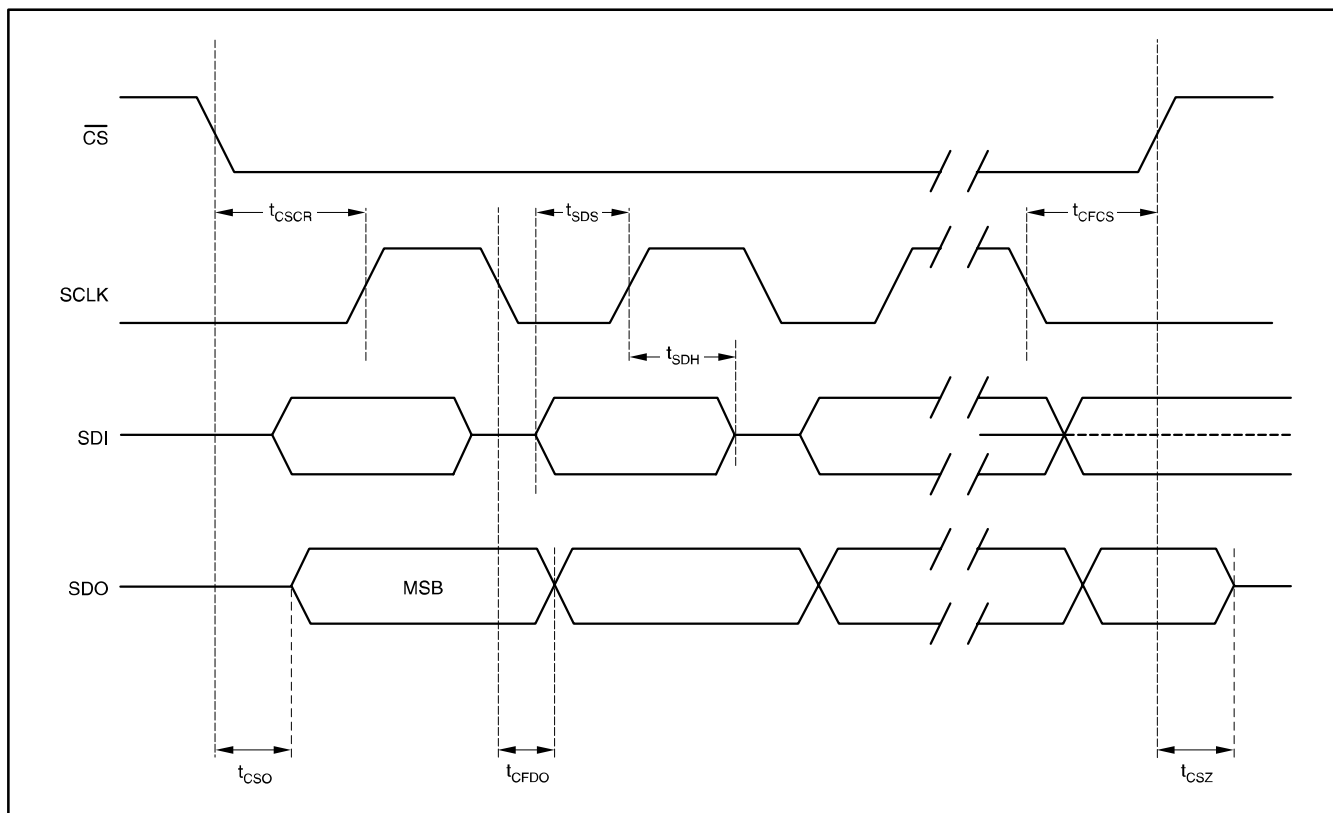 CS
tCSCR
tSDS
tCFCS
SCLK
tSDH
SDI
SDO
MSB
tCSO
tCFDO
tCSZ